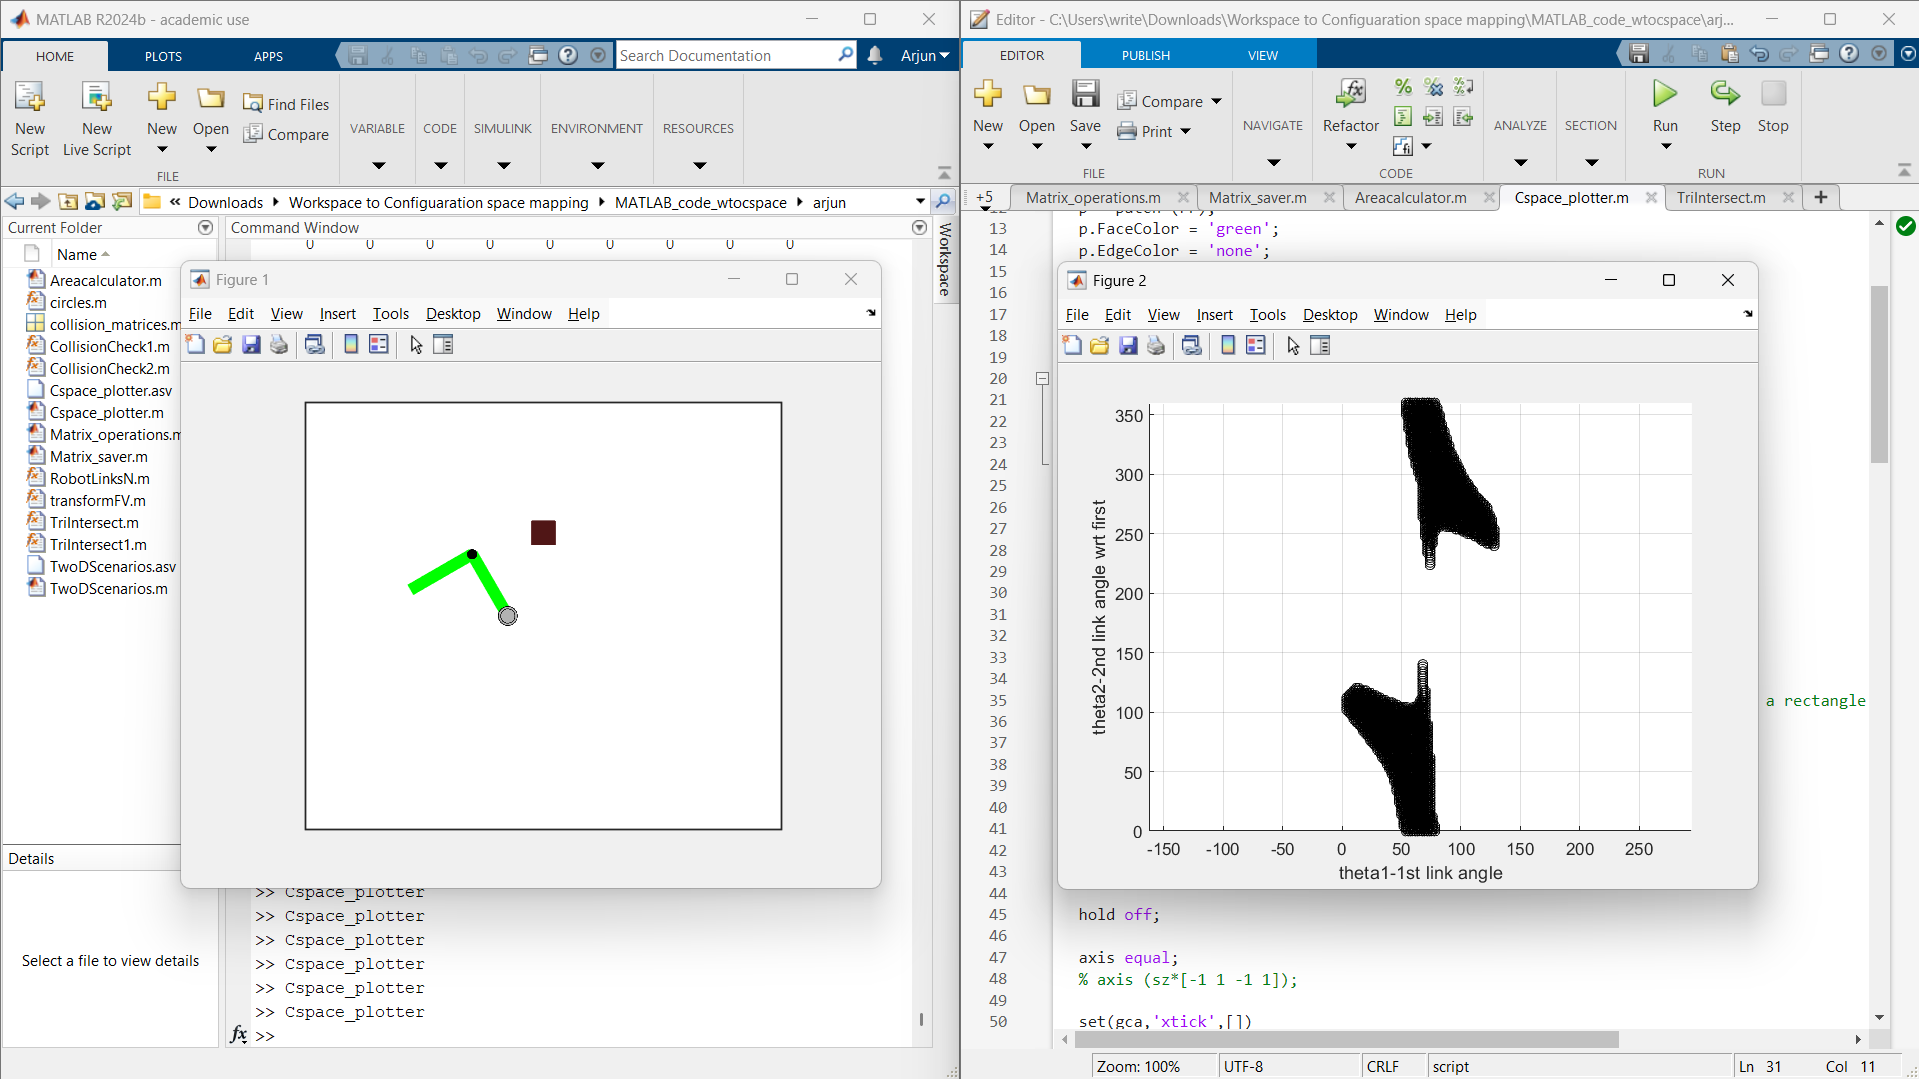 MATLAB R2024b - academic use
HOME PLOTS APPS
Search Documentation
Arjun
New Script
New Live Script
New
Open
Find Files
Compare
VARIABLE
CODE
SIMULINK
ENVIRONMENT
RESOURCES
FILE
« Downloads Workspace to Configuaration space mapping MATLAB_code_wtocspace arjun
Current Folder
Name
Areacalculator.m
circles.m
collision_matrices.m
CollisionCheck1.m
CollisionCheck2.m
Cspace_plotter.asv
Cspace_plotter.m
Matrix_operations.m
Matrix_saver.m
RobotLinksN.m
transformFV.m
TriIntersect.m
TriIntersect1.m
TwoDScenarios.asv
TwoDScenarios.m
Details
Select a file to view details
Command Window
0 0 0 0 0 0 0 0 0
Workspace
Figure 1
File Edit View Insert Tools Desktop Window Help
>> Cspace_plotter
>> Cspace_plotter
>> Cspace_plotter
>> Cspace_plotter
>> Cspace_plotter
>> Cspace_plotter
fx >>
Editor - C:\Users\write\Downloads\Workspace to Configuaration space mapping\MATLAB_code_wtocspace\arj...
EDITOR PUBLISH VIEW
New
Open
Save
Compare
Print
NAVIGATE
Refactor
fi
ANALYZE
SECTION
Run
Step
Stop
FILE
CODE
RUN
+5 Matrix_operations.m Matrix_saver.m Areacalculator.m Cspace_plotter.m TriIntersect.m
13 p.FaceColor = 'green';
14 p.EdgeColor = 'none';
15
16
17
18
19
20
21
22
23
24
25
26
27
28
29
30
31
32
33
34
35 a rectangle
36
37
38
39
40
41
42
43
44
45 hold off;
46
47 axis equal;
48 % axis (sz*[-1 1 -1 1]);
49
50 set(gca,'xtick',[])
Figure 2
File Edit View Insert Tools Desktop Window Help
theta2-2nd link angle wrt first
350
300
250
200
150
100
50
0
-150 -100 -50 0 50 100 150 200 250
theta1-1st link angle
Zoom: 100% UTF-8 CRLF script Ln 31 Col 11